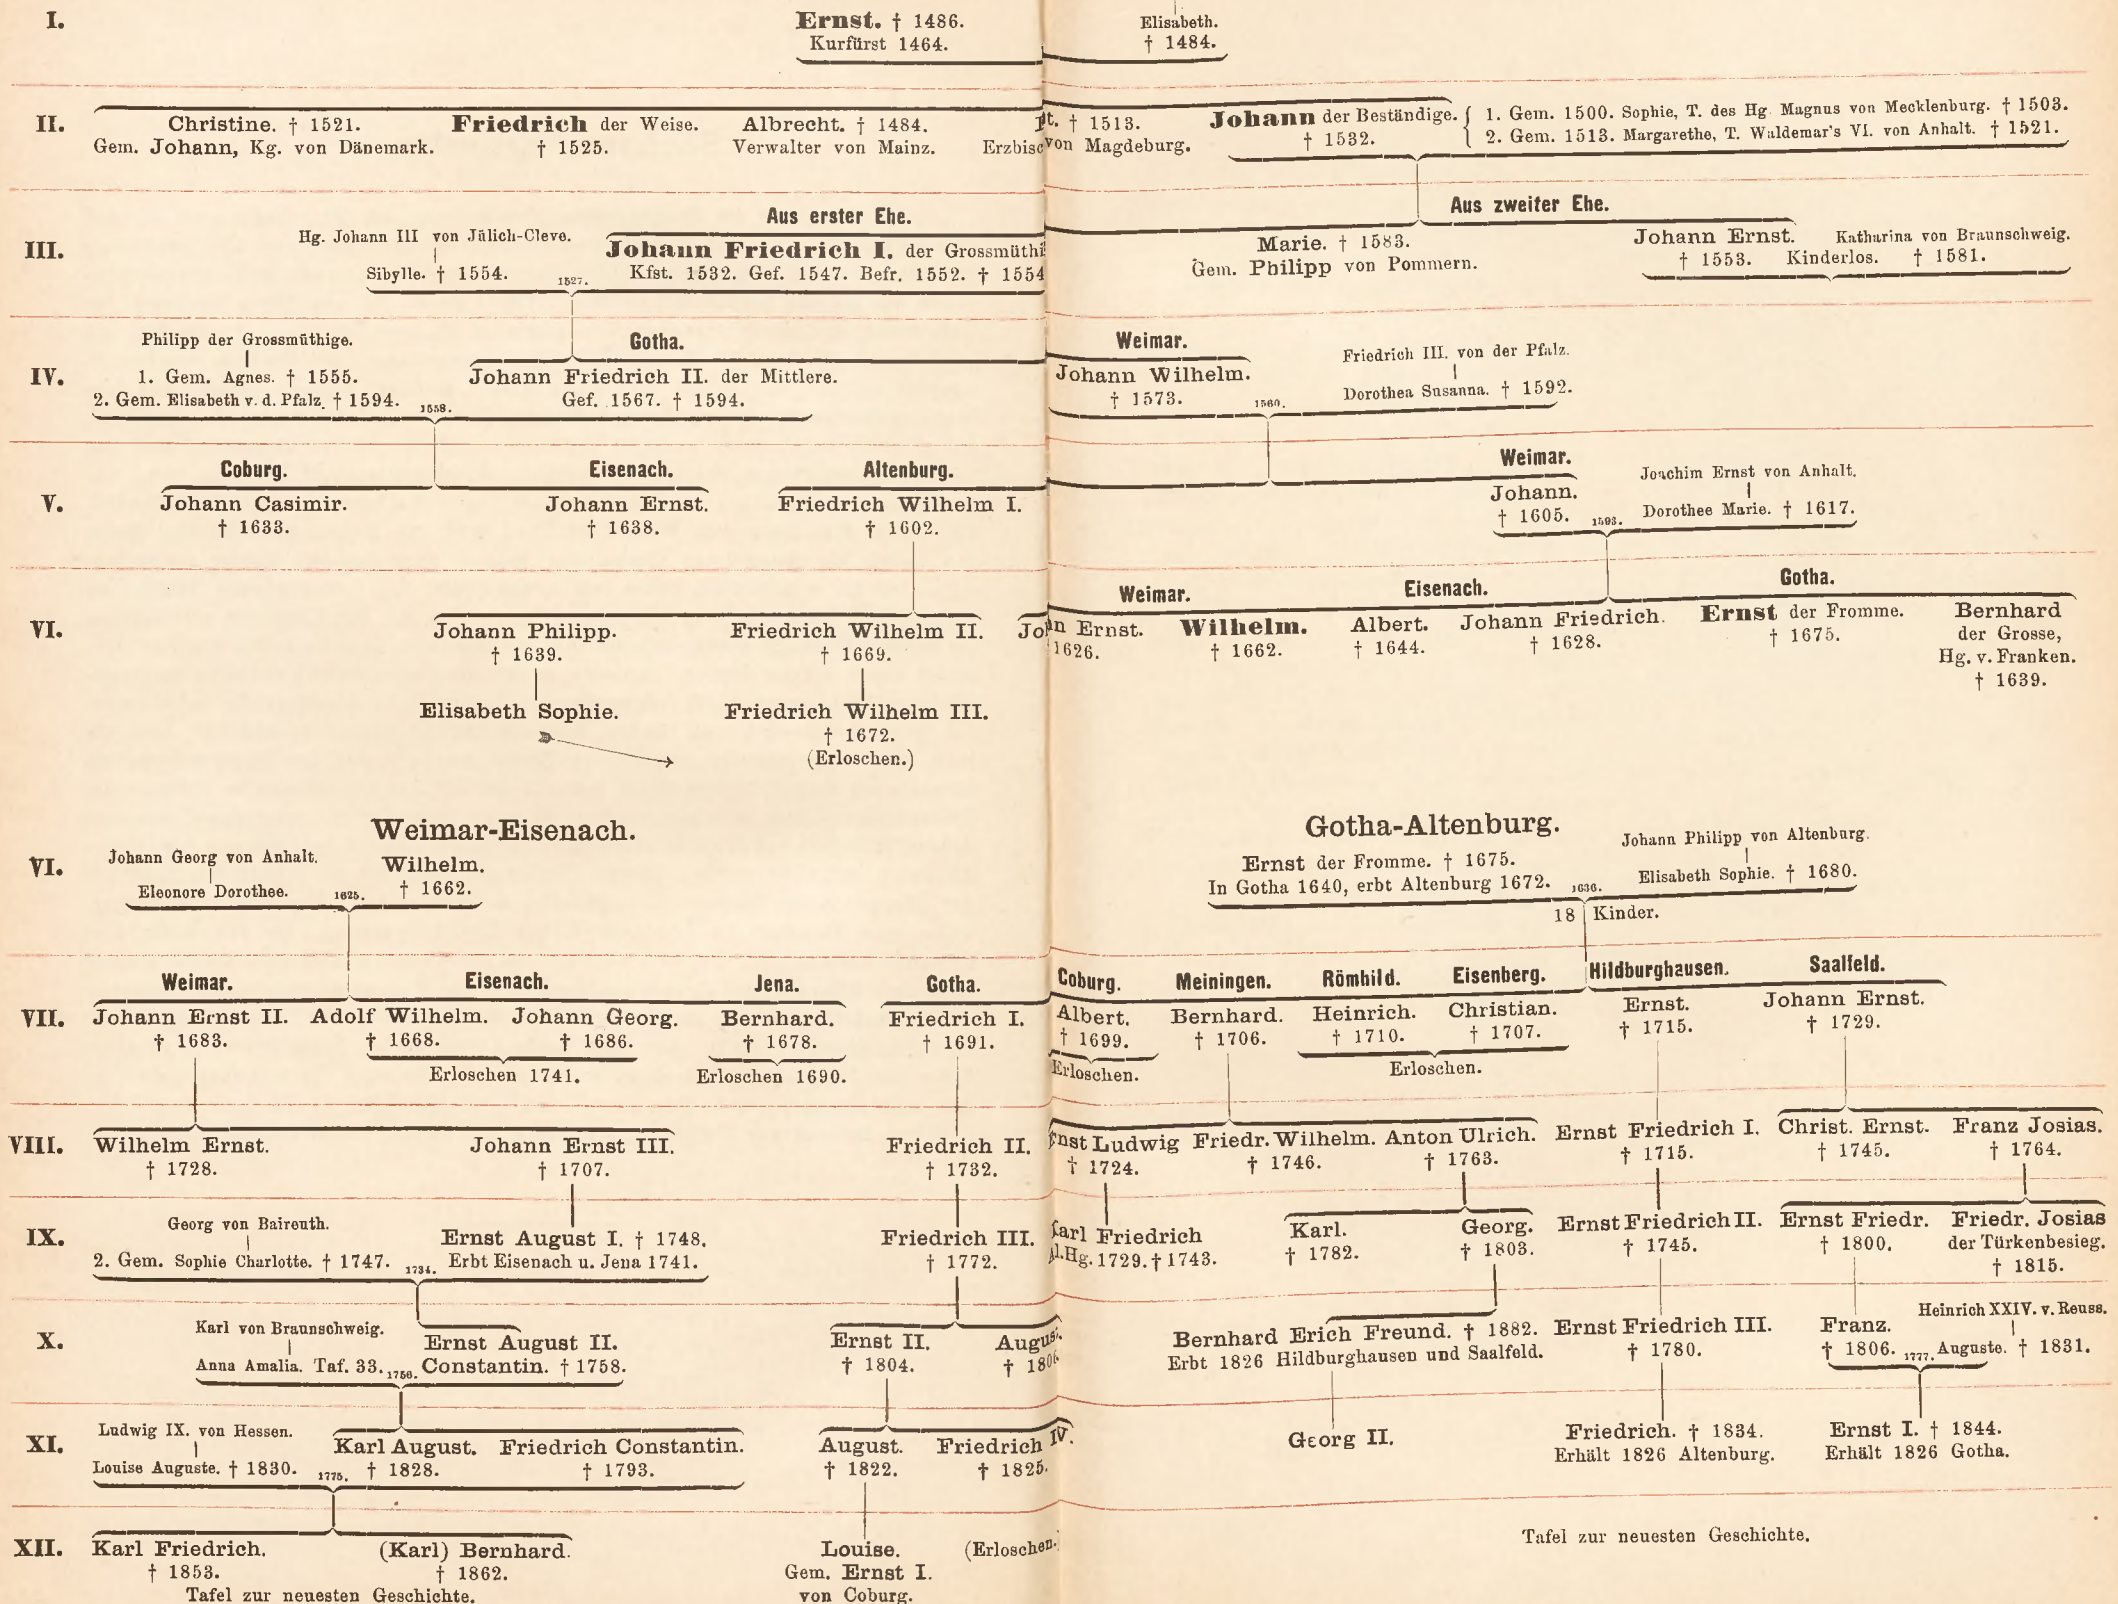 I.
Ernst. † 1486.
Kurfürst 1464.
Elisabeth.
† 1484.
II.
Christine. † 1521.
Gem. Johann, Kg. von Dänemark.
Friedrich der Weise.
† 1525.
Albrecht. † 1484.
Verwalter von Mainz.
† 1513.
von Magdeburg.
Johann der Beständige.
† 1532.
1. Gem. 1500. Sophie, T. des Hg. Magnus von Mecklenburg. † 1503.
2. Gem. 1513. Margarethe, T. Waldemar's VI. von Anhalt. † 1521.
III.
Aus erster Ehe.
Hg. Johann III von Jülich-Cleve.
Sibylle. † 1554.
1527.
Johann Friedrich I. der
Kfst. 1532. Gef. 1547. Befr. 1552. † 1554
Aus zweiter Ehe.
Marie. † 1583.
Gem. Philipp von Pommern.
Johann Ernst.
† 1553. Kinderlos.
Katharina von Braunschweig.
† 1581.
IV.
Philipp der Grossmüthige.
1. Gem. Agnes. † 1555.
2. Gem. Elisabeth v. d. Pfalz. † 1594.
1558.
Gotha.
Johann Friedrich II. der Mittlere.
Gef. 1567. † 1594.
Weimar.
Johann Wilhelm.
† 1573.
1560.
Friedrich III. von der Pfalz.
Dorothea Susanna. † 1592.
V.
Coburg.
Johann Casimir.
† 1633.
Eisenach.
Johann Ernst.
† 1638.
Altenburg.
Friedrich Wilhelm I.
† 1602.
Weimar.
Johann.
† 1605.
1593.
Joachim Ernst von Anhalt.
Dorothee Marie. † 1617.
VI.
Johann Philipp.
† 1639.
Elisabeth Sophie.
Friedrich Wilhelm II.
† 1669.
Friedrich Wilhelm III.
† 1672.
(Erloschen.)
Ernst.
1626.
Weimar.
Wilhelm.
† 1662.
Eisenach.
Albert.
† 1644.
Johann Friedrich.
† 1628.
Gotha.
Ernst der Fromme.
† 1675.
Bernhard
der Grosse,
Hg. v. Franken.
† 1639.
Weimar-Eisenach.
VI.
Johann Georg von Anhalt.
Eleonore Dorothee.
1625.
Wilhelm.
† 1662.
Gotha-Altenburg.
Ernst der Fromme. † 1675.
In Gotha 1640, erbt Altenburg 1672.
1636.
Johann Philipp von Altenburg.
Elisabeth Sophie. † 1680.
18 Kinder.
VII.
Weimar.
Johann Ernst II.
† 1683.
Eisenach.
Adolf Wilhelm.
† 1668.
Johann Georg.
† 1686.
Erloschen 1741.
Jena.
Bernhard.
† 1678.
Erloschen 1690.
Gotha.
Friedrich I.
† 1691.
Coburg.
Albert.
† 1699.
Erloschen.
Meiningen.
Bernhard.
† 1706.
Römhild.
Heinrich.
† 1710.
Eisenberg.
Christian.
† 1707.
Erloschen.
Hildburghausen.
Ernst.
† 1715.
Saalfeld.
Johann Ernst.
† 1729.
VIII.
Wilhelm Ernst.
† 1728.
Johann Ernst III.
† 1707.
Friedrich II.
† 1732.
Ludwig
† 1724.
Friedr. Wilhelm.
† 1746.
Anton Ulrich.
† 1763.
Ernst Friedrich I.
† 1715.
Christ. Ernst.
† 1745.
Franz Josias.
† 1764.
IX.
Georg von Baireuth.
2. Gem. Sophie Charlotte. † 1747.
1734.
Ernst August I. † 1748.
Erbt Eisenach u. Jena 1741.
Friedrich III.
† 1772.
Karl Friedrich
Hg. 1729. † 1743.
Karl.
† 1782.
Georg.
† 1803.
Ernst Friedrich II.
† 1745.
Ernst Friedr.
† 1800.
Friedr. Josias
der Türkenbesieg.
† 1815.
X.
Karl von Braunschweig.
Anna Amalia. Taf. 33.
1756.
Ernst August II.
Constantin. † 1758.
Ernst II.
† 1804.
August.
Bernhard Erich Freund. † 1882.
Erbt 1826 Hildburghausen und Saalfeld.
Ernst Friedrich III.
† 1780.
Franz.
† 1806.
1777.
Heinrich XXIV. v. Reuss.
Auguste. † 1831.
XI.
Ludwig IX. von Hessen.
Louise Auguste. † 1830.
1775.
Karl August.
† 1828.
Friedrich Constantin.
† 1793.
August.
† 1822.
Friedrich IV.
† 1825.
Georg II.
Friedrich. † 1834.
Erhält 1826 Altenburg.
Ernst I. † 1844.
Erhält 1826 Gotha.
XII.
Karl Friedrich.
† 1853.
(Karl) Bernhard.
† 1862.
Tafel zur neuesten Geschichte.
Louise.
Gem. Ernst I.
von Coburg.
(Erloschen.)
Tafel zur neuesten Geschichte.